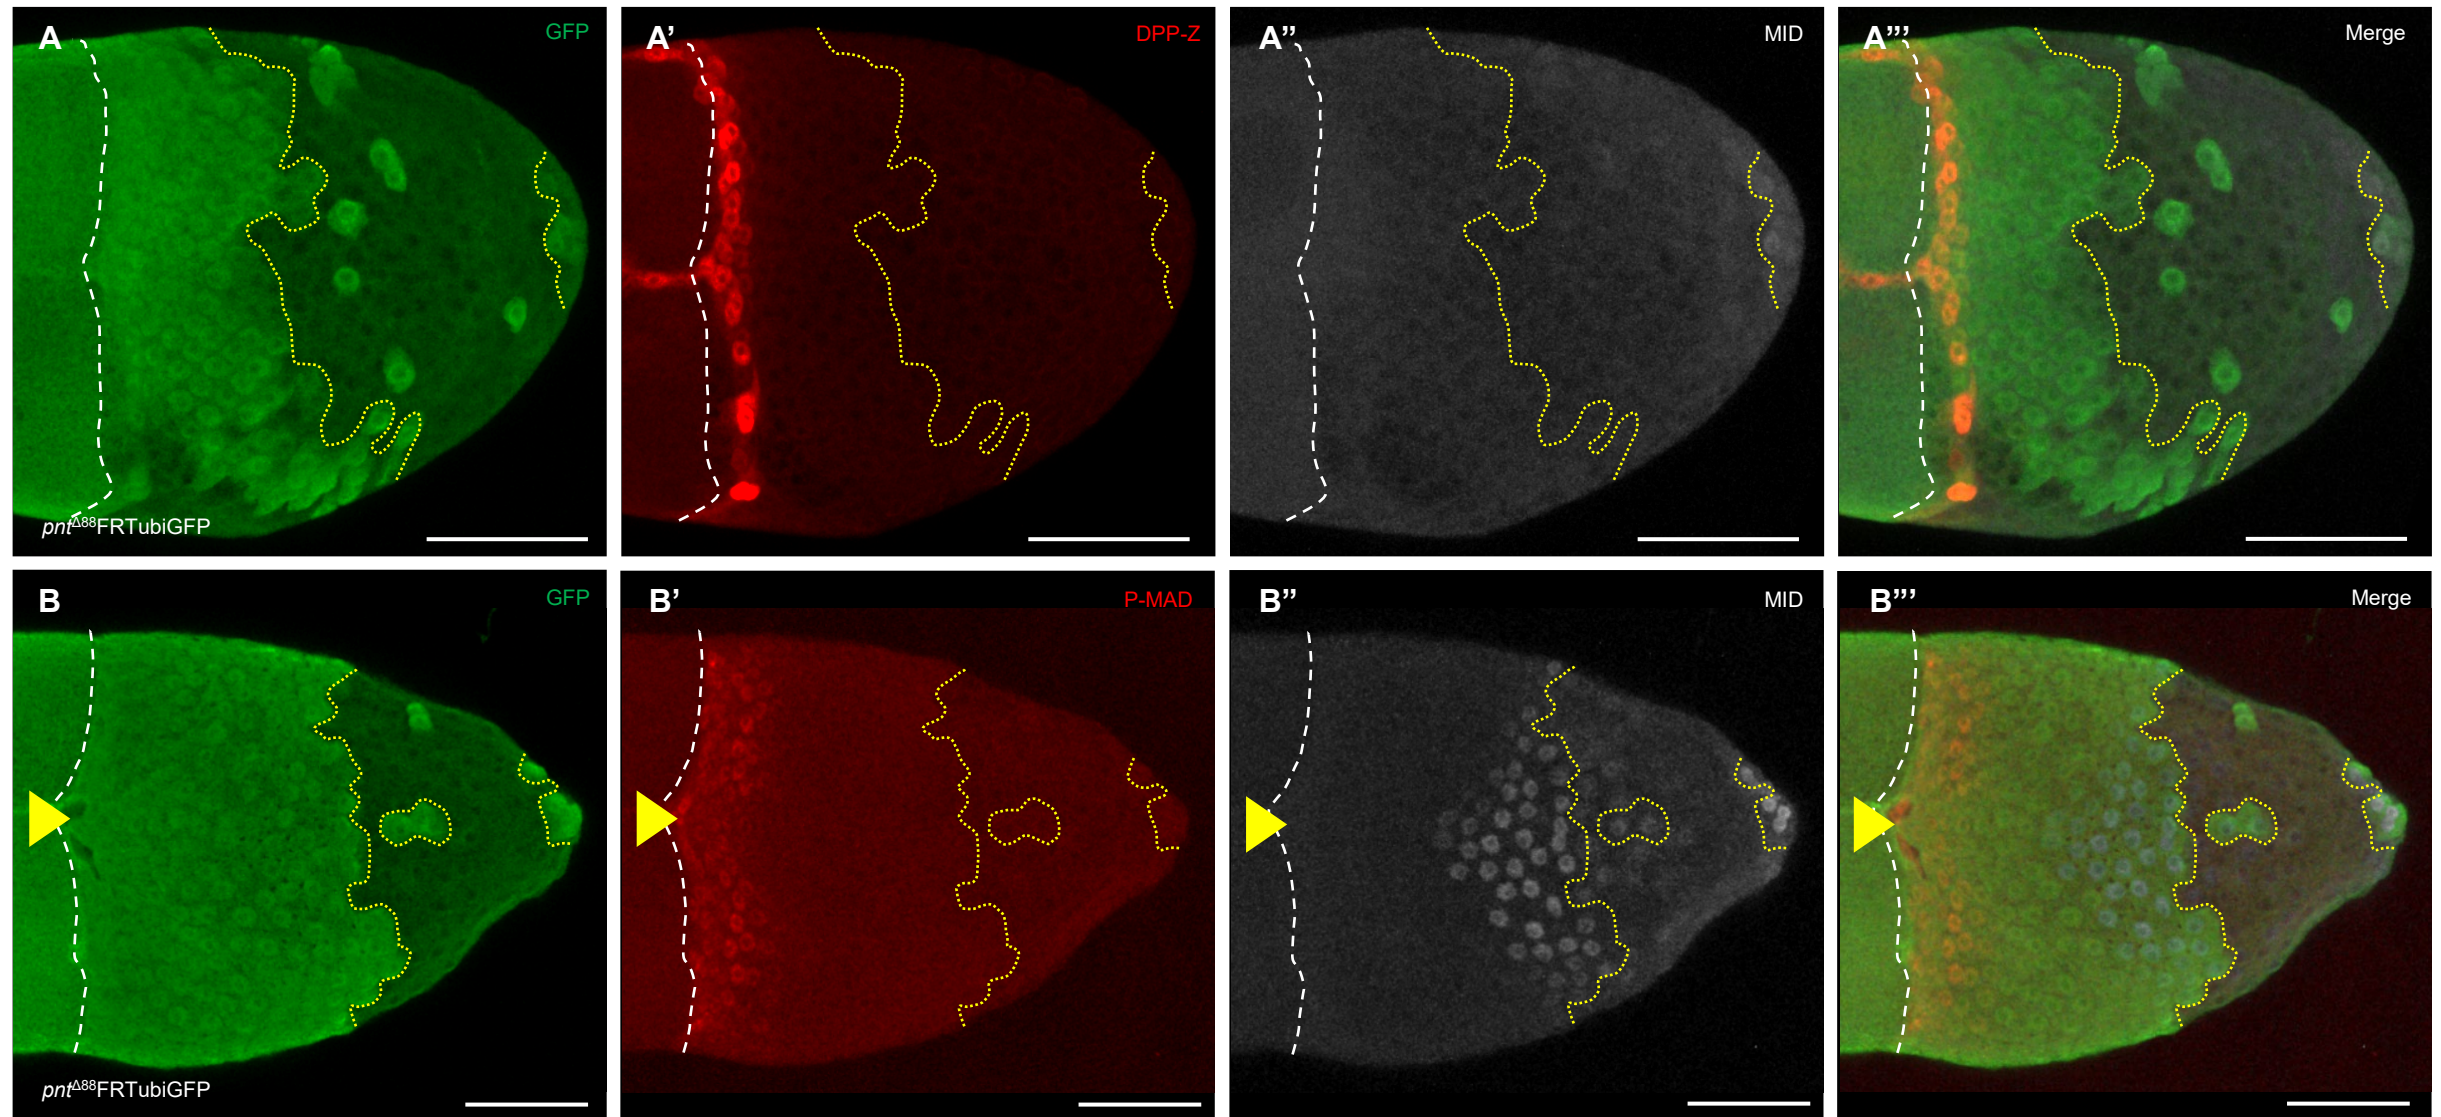 A GFP
A’ DPP-Z
A’’ MID
A’’’ Merge
pntΔ88FRTubiGFP
B GFP
B’ P-MAD
B’’ MID
B’’’ Merge
pntΔ88FRTubiGFP